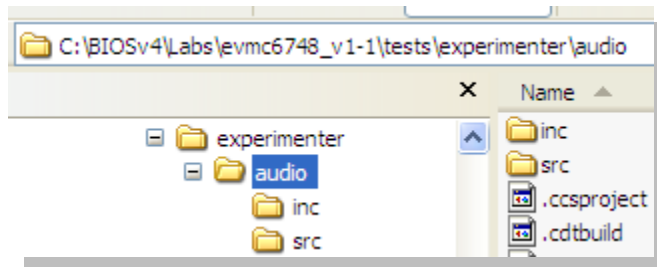 C:\BIOSv4\Labs\evmc6748_v1-1\tests\experimenter\audio
Name
experimenter
audio
inc
src
inc
src
.ccsproject
.cdtbuild